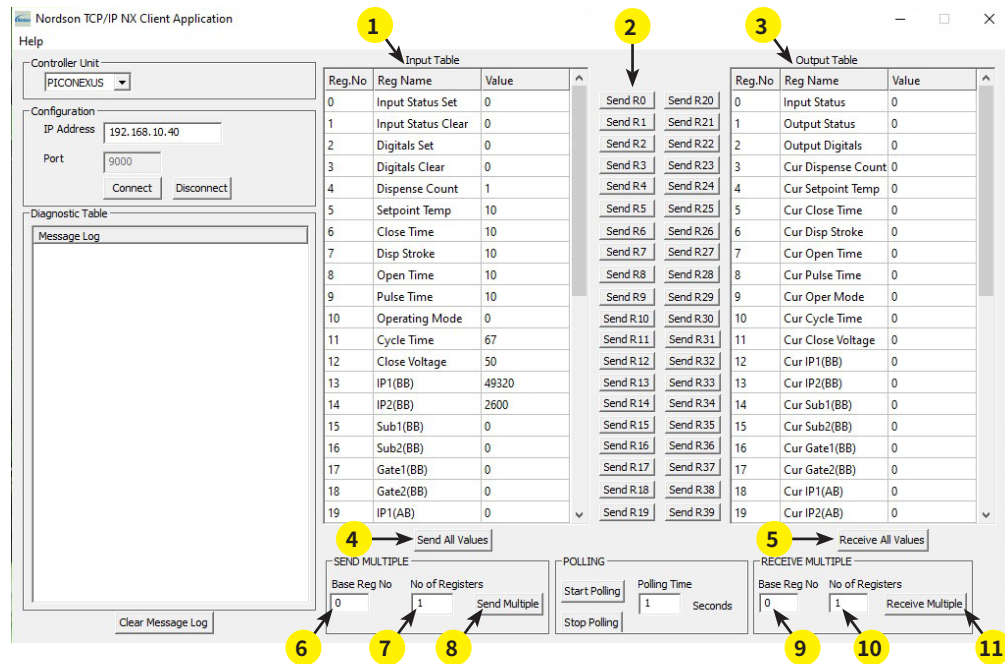 Nordson Nordson TCP/IP NX Client Application
Help
1
2
3
Controller Unit
PICONEXUS
Configuration
IP Address 192.168.10.40
Port 9000
Connect Disconnect
Diagnostic Table
Message Log
Clear Message Log
Input Table
Reg.No Reg Name Value
0 Input Status Set 0
1 Input Status Clear 0
2 Digitals Set 0
3 Digitals Clear 0
4 Dispense Count 1
5 Setpoint Temp 10
6 Close Time 10
7 Disp Stroke 10
8 Open Time 10
9 Pulse Time 10
10 Operating Mode 0
11 Cycle Time 67
12 Close Voltage 50
13 IP1(BB) 49320
14 IP2(BB) 2600
15 Sub1(BB) 0
16 Sub2(BB) 0
17 Gate1(BB) 0
18 Gate2(BB) 0
19 IP1(AB) 0
Send R0 Send R20
Send R1 Send R21
Send R2 Send R22
Send R3 Send R23
Send R4 Send R24
Send R5 Send R25
Send R6 Send R26
Send R7 Send R27
Send R8 Send R28
Send R9 Send R29
Send R10 Send R30
Send R11 Send R31
Send R12 Send R32
Send R13 Send R33
Send R14 Send R34
Send R15 Send R35
Send R16 Send R36
Send R17 Send R37
Send R18 Send R38
Send R19 Send R39
Output Table
Reg.No Reg Name Value
0 Input Status 0
1 Output Status 0
2 Output Digitals 0
3 Cur Dispense Count 0
4 Cur Setpoint Temp 0
5 Cur Close Time 0
6 Cur Disp Stroke 0
7 Cur Open Time 0
8 Cur Pulse Time 0
9 Cur Oper Mode 0
10 Cur Cycle Time 0
11 Cur Close Voltage 0
12 Cur IP1(BB) 0
13 Cur IP2(BB) 0
14 Cur Sub1(BB) 0
15 Cur Sub2(BB) 0
16 Cur Gate1(BB) 0
17 Cur Gate2(BB) 0
18 Cur IP1(AB) 0
19 Cur IP2(AB) 0
4 Send All Values
5 Receive All Values
SEND MULTIPLE
Base Reg No No of Registers
0 1 Send Multiple
POLLING
Start Polling Polling Time
1 Seconds
Stop Polling
RECEIVE MULTIPLE
Base Reg No No of Registers
0 1 Receive Multiple
6 7 8 9 10 11